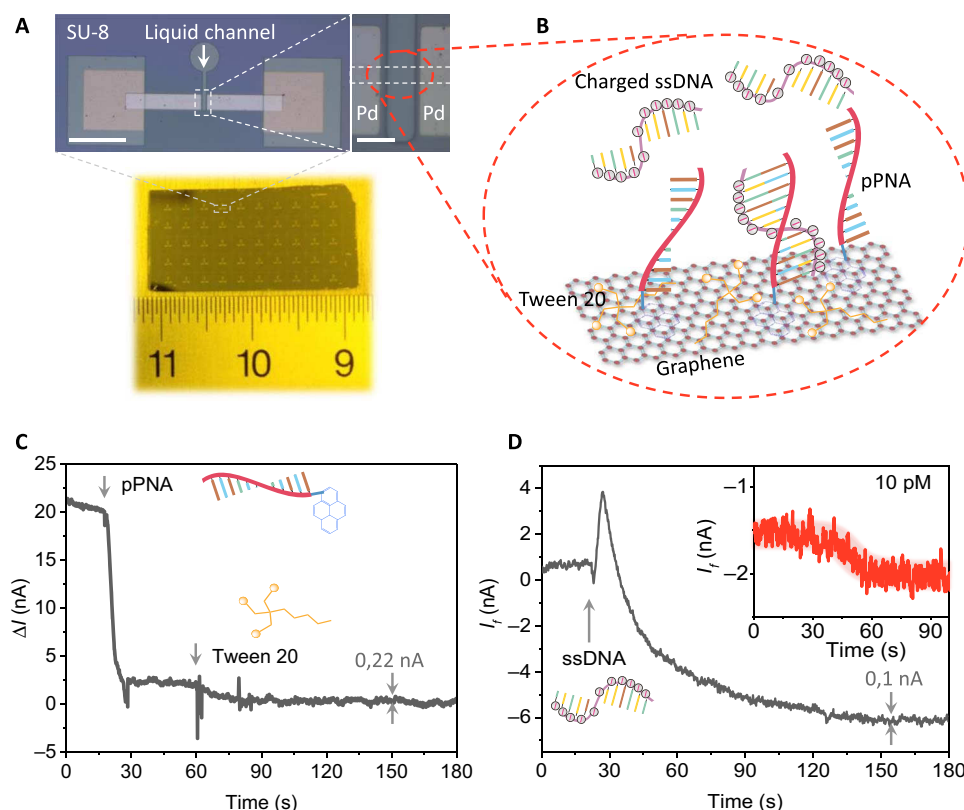 A
SU-8
Liquid channel
Pd
Pd
11
10
9
B
Charged ssDNA
pPNA
Tween 20
Graphene
C
25
20
15
10
5
0
–5
ΔI (nA)
pPNA
Tween 20
0,22 nA
0
30
60
90
120
150
180
Time (s)
D
4
2
0
–2
–4
–6
I_f (nA)
ssDNA
0,1 nA
0
30
60
90
120
150
180
Time (s)
10 pM
–1
–2
I_f (nA)
0
30
60
90
Time (s)